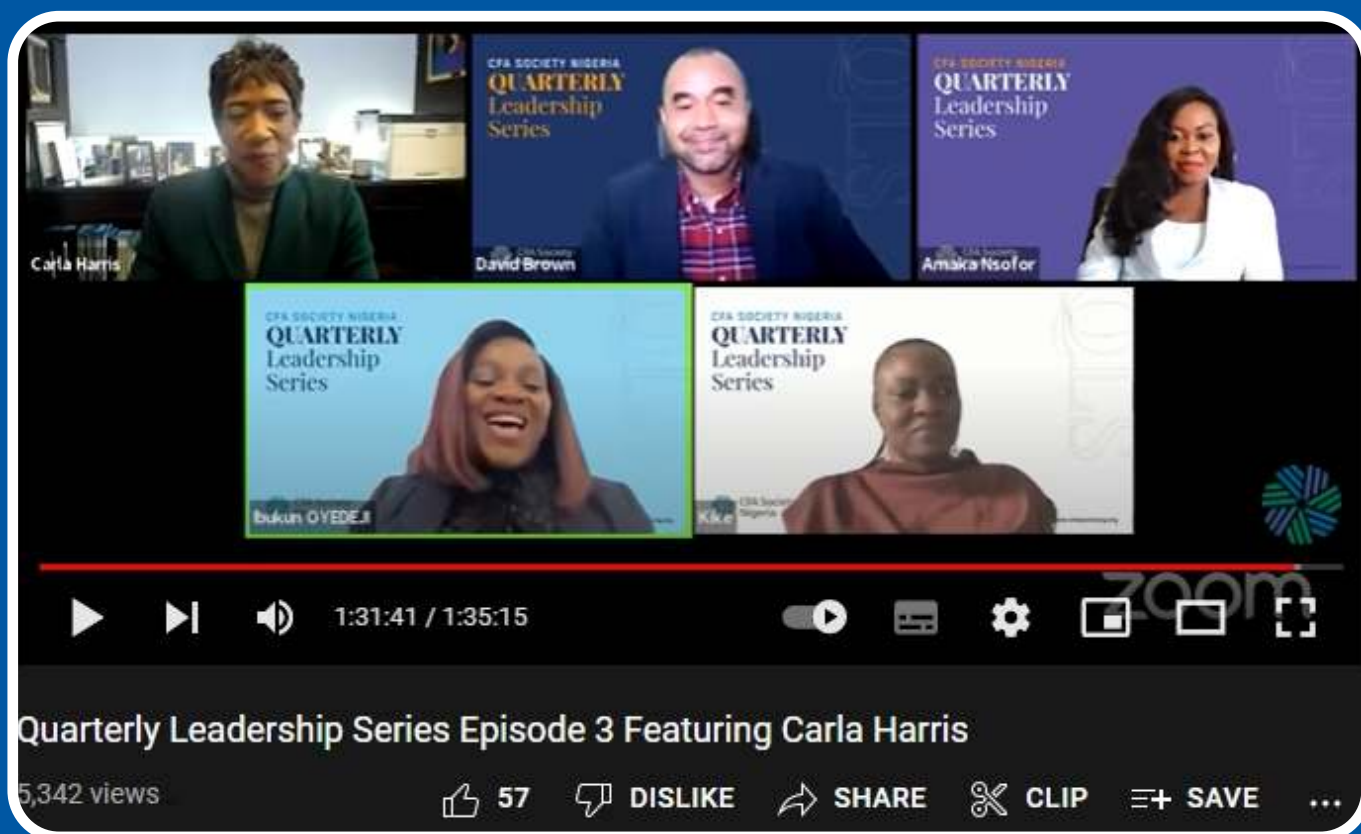 CFA SOCIETY NIGERIA
QUARTERLY
Leadership
Series
CFA SOCIETY NIGERIA
QUARTERLY
Leadership
Series
Carla Harris
David Brown
CFA Society
Amaka Nsofor
CFA SOCIETY NIGERIA
QUARTERLY
Leadership
Series
CFA SOCIETY NIGERIA
QUARTERLY
Leadership
Series
Ibukun OYEDEJI
Kike
CFA Society
Nigeria
zoom
1:31:41 / 1:35:15
Quarterly Leadership Series Episode 3 Featuring Carla Harris
5,342 views
57
DISLIKE
SHARE
CLIP
SAVE